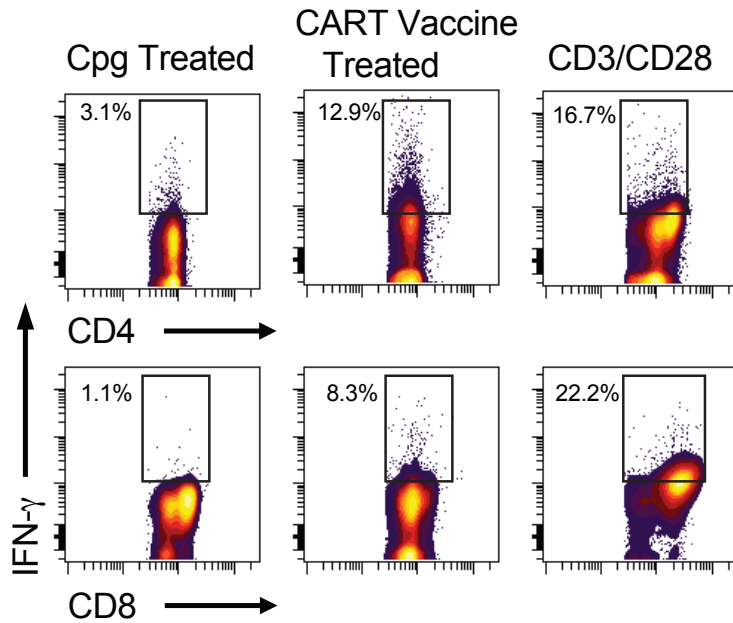 Cpg Treated
CART Vaccine
Treated
CD3/CD28
3.1%
12.9%
16.7%
CD4
1.1%
8.3%
22.2%
IFN-γ
CD8